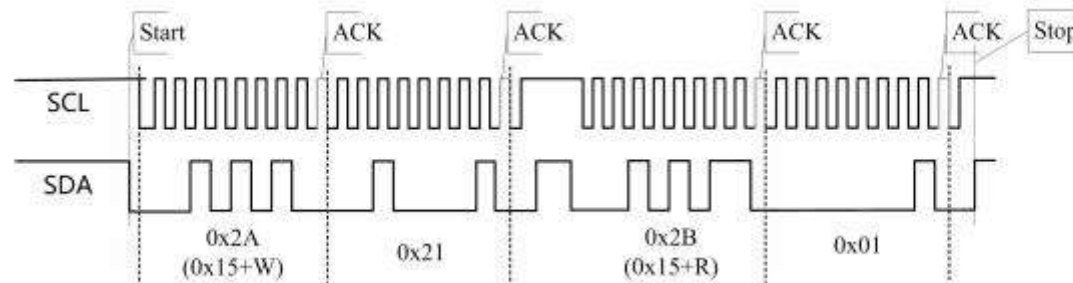 Start
ACK
ACK
ACK
ACK
Stop
SCL
SDA
0x2A
(0x15+W)
0x21
0x2B
(0x15+R)
0x01